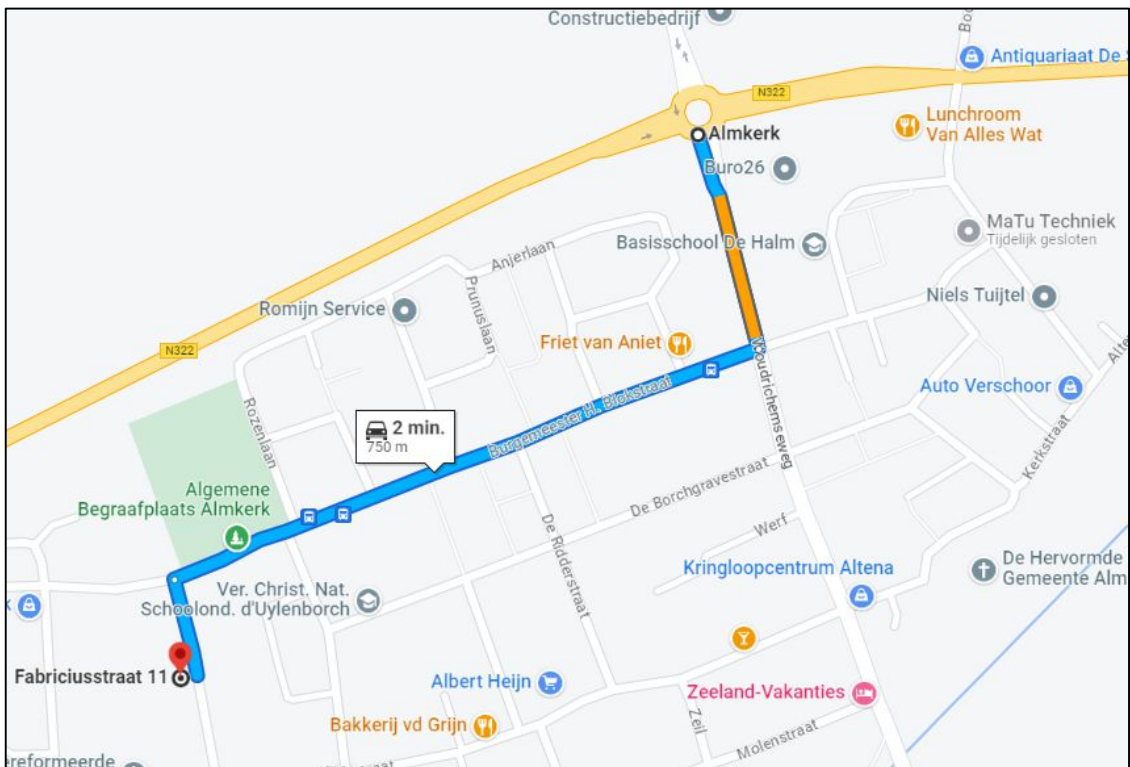 Constructiebedrijf
Antiquariaat De
N322
Almkerk
Lunchroom
Van Alles Wat
Buro26
MaTu Techniek
Tijdelijk gesloten
Basisschool De Halm
Anjerlaan
Prunuslaan
Niels Tuijtel
Romijn Service
Friet van Aniet
N322
Woudrichemseweg
Auto Verschoor
Burgemeester H. Blokstraat
Rozenlaan
2 min.
750 m
Kerkstraat
De Borchgravestraat
Algemene
Begraafplaats Almkerk
De Ridderstraat
Werf
Kringloopcentrum Altena
De Hervormde
Gemeente Alm
Ver. Christ. Nat.
Schoolond. d'Uylenborch
Fabriciusstraat 11
Albert Heijn
Zeeland-Vakanties
Bakkerij vd Grijn
Zeil
Molenstraat
ereformeerde